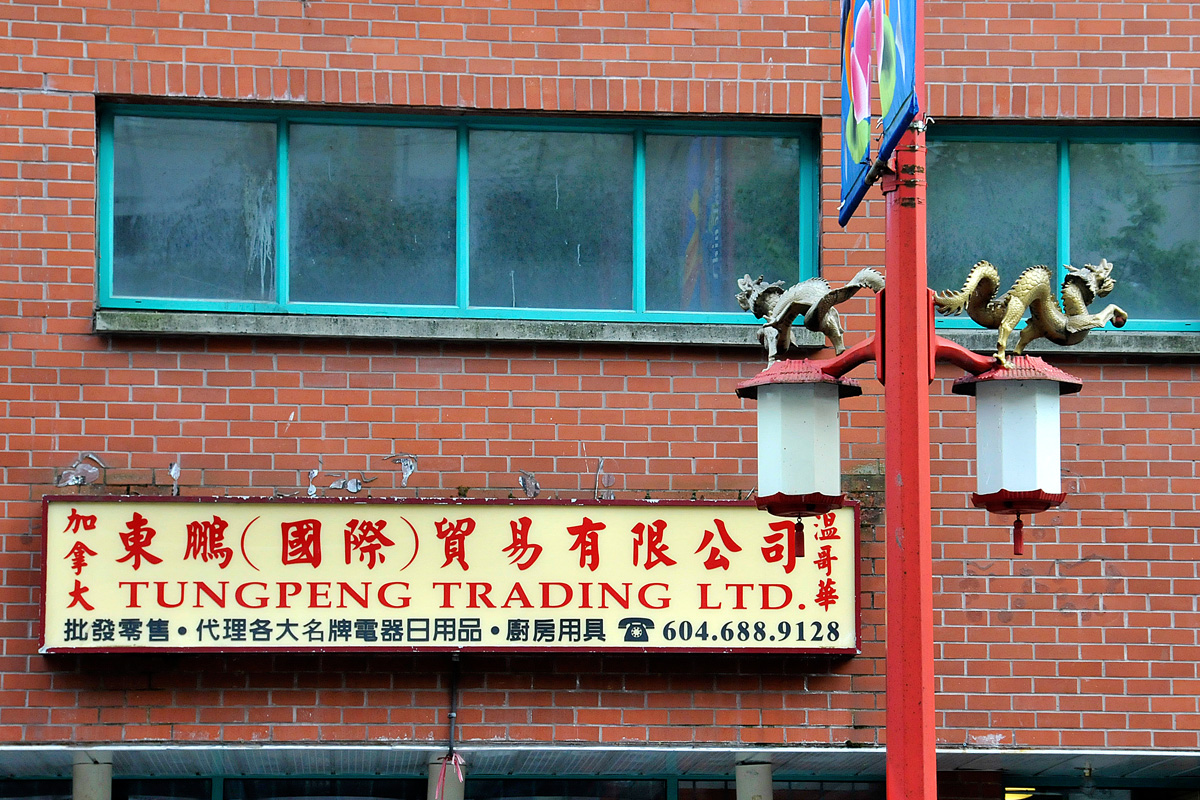 加拿大
東鵬(國際)貿易有限公司
溫哥華
TUNGPENG TRADING LTD.
批發零售•代理各大名牌電器日用品•廚房用具 ☎ 604.688.9128